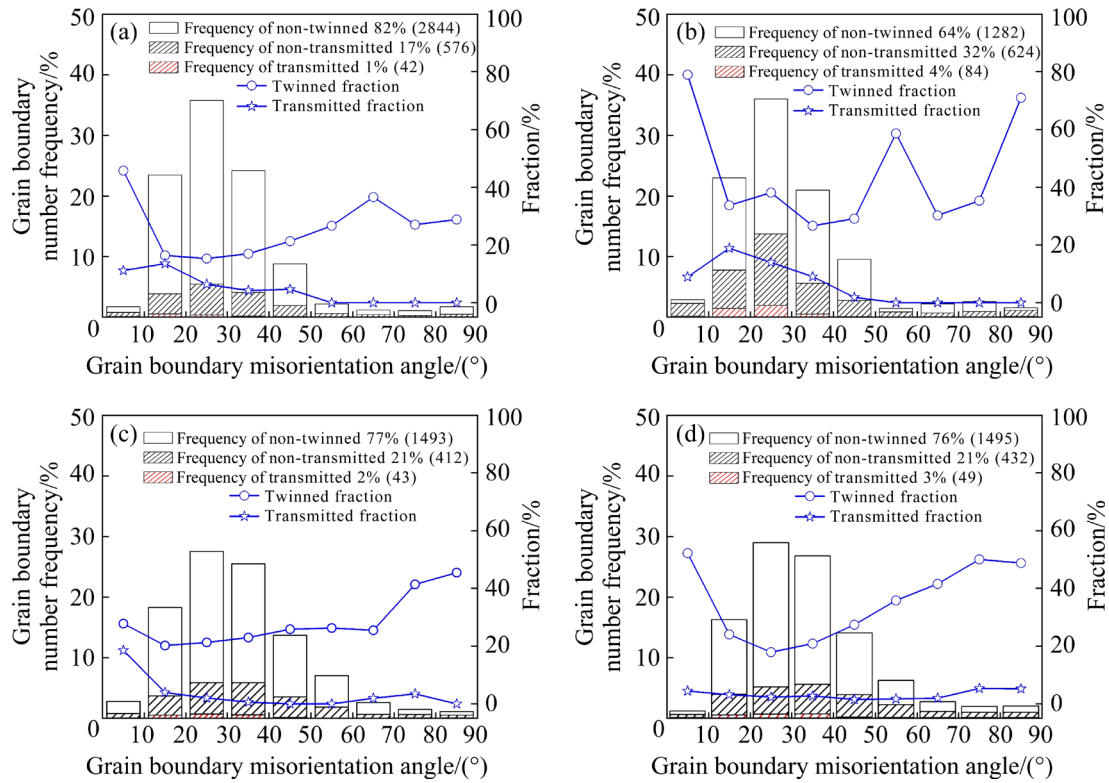 (a)
Frequency of non-twinned 82% (2844)
Frequency of non-transmitted 17% (576)
Frequency of transmitted 1% (42)
Twinned fraction
Transmitted fraction
Grain boundary
number frequency/%
50
40
30
20
10
0
10 20 30 40 50 60 70 80 90
Grain boundary misorientation angle/(°)
100
80
60
40
20
0
Fraction/%
(b)
Frequency of non-twinned 64% (1282)
Frequency of non-transmitted 32% (624)
Frequency of transmitted 4% (84)
Twinned fraction
Transmitted fraction
Grain boundary
number frequency/%
50
40
30
20
10
0
10 20 30 40 50 60 70 80 90
Grain boundary misorientation angle/(°)
100
80
60
40
20
0
Fraction/%
(c)
Frequency of non-twinned 77% (1493)
Frequency of non-transmitted 21% (412)
Frequency of transmitted 2% (43)
Twinned fraction
Transmitted fraction
Grain boundary
number frequency/%
50
40
30
20
10
0
10 20 30 40 50 60 70 80 90
Grain boundary misorientation angle/(°)
100
80
60
40
20
0
Fraction/%
(d)
Frequency of non-twinned 76% (1495)
Frequency of non-transmitted 21% (432)
Frequency of transmitted 3% (49)
Twinned fraction
Transmitted fraction
Grain boundary
number frequency/%
50
40
30
20
10
0
10 20 30 40 50 60 70 80 90
Grain boundary misorientation angle/(°)
100
80
60
40
20
0
Fraction/%